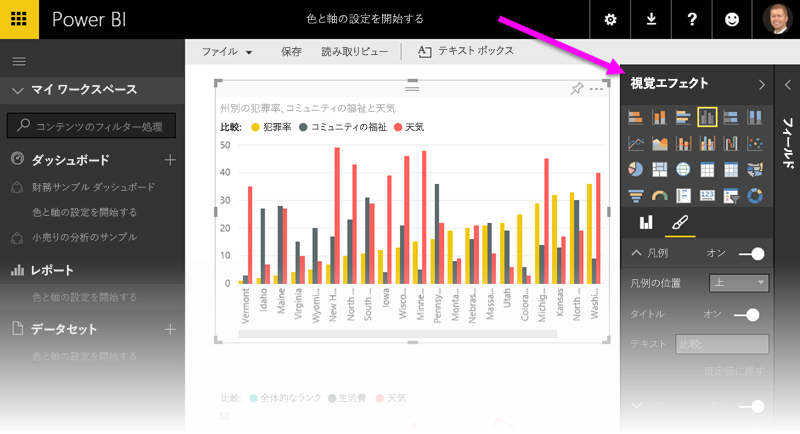 Power BI
色と軸の設定を開始する
?
ファイル
保存
読み取りビュー
テキスト ボックス
マイ ワークスペース
コンテンツのフィルター処理
ダッシュボード
財務サンプル ダッシュボード
色と軸の設定を開始する
小売りの分析のサンプル
レポート
色と軸の設定を開始する
データセット
色と軸の設定を開始する
州別の犯罪率、コミュニティの福祉と天気
比較: 犯罪率 コミュニティの福祉 天気
50
40
30
20
10
0
Vermont
Idaho
Maine
Virginia
Wyomi...
New H...
North ...
South ...
Iowa
Wisco...
Minne...
Pennsy...
Monta...
Nebras...
Massa...
Utah
Colora...
Michig...
Kansas
North ...
Washi...
比較: 全体的なランク 生活費 天気
50
視覚エフェクト
フィールド
123
凡例 オン
凡例の位置 上
タイトル オン
テキスト 比較:
既定値に戻す